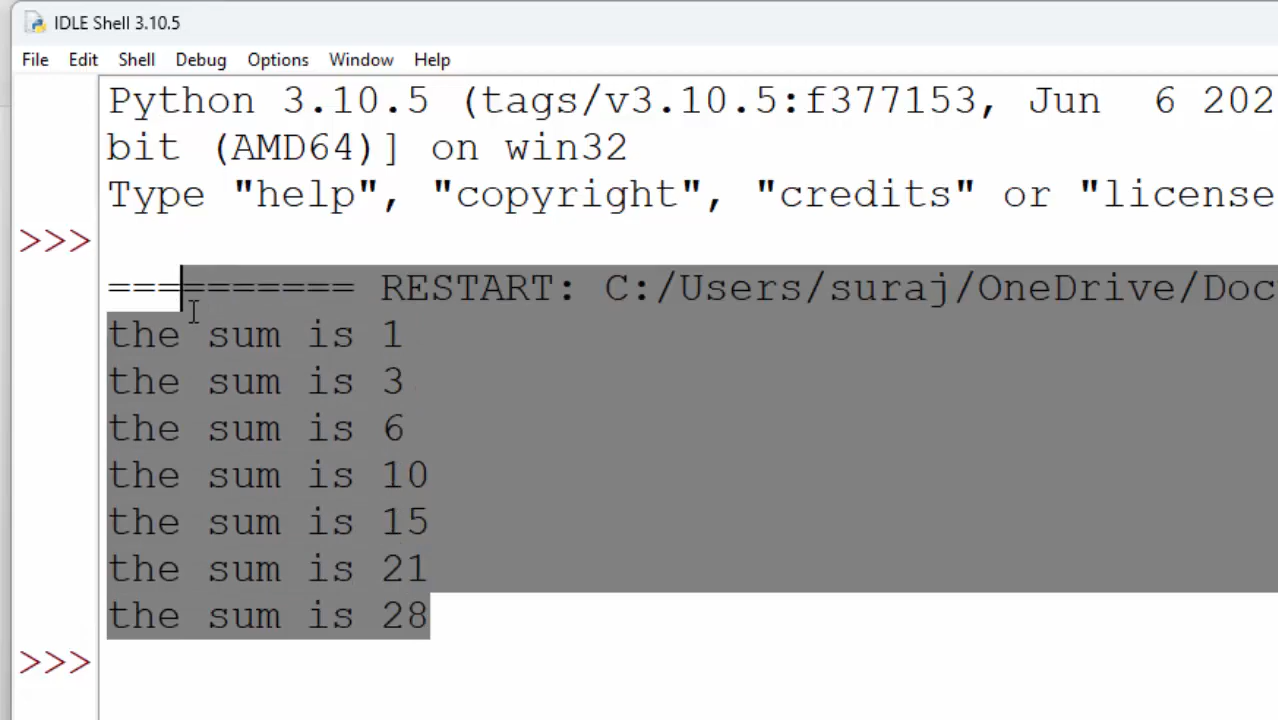 IDLE Shell 3.10.5
File Edit Shell Debug Options Window Help
Python 3.10.5 (tags/v3.10.5:f377153, Jun  6 202
bit (AMD64)] on win32
Type "help", "copyright", "credits" or "license
>>>
========== RESTART: C:/Users/suraj/OneDrive/Doc
the sum is 1
the sum is 3
the sum is 6
the sum is 10
the sum is 15
the sum is 21
the sum is 28
>>>